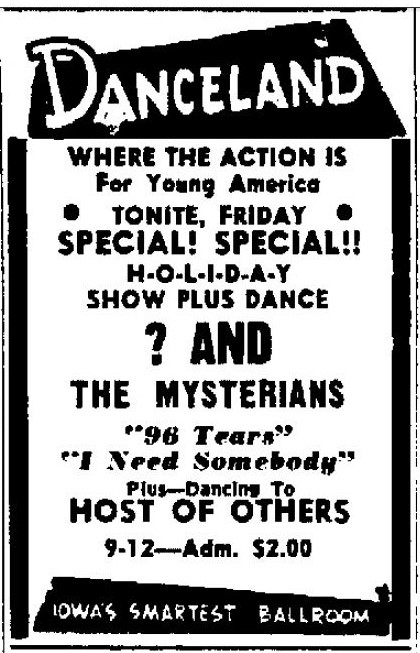 DANCELAND
WHERE THE ACTION IS
For Young America
• TONITE, FRIDAY •
SPECIAL! SPECIAL!!
H-O-L-I-D-A-Y
SHOW PLUS DANCE
? AND
THE MYSTERIANS
"96 Tears"
"I Need Somebody"
Plus—Dancing To
HOST OF OTHERS
9-12—Adm. $2.00
IOWA'S SMARTEST BALLROOM